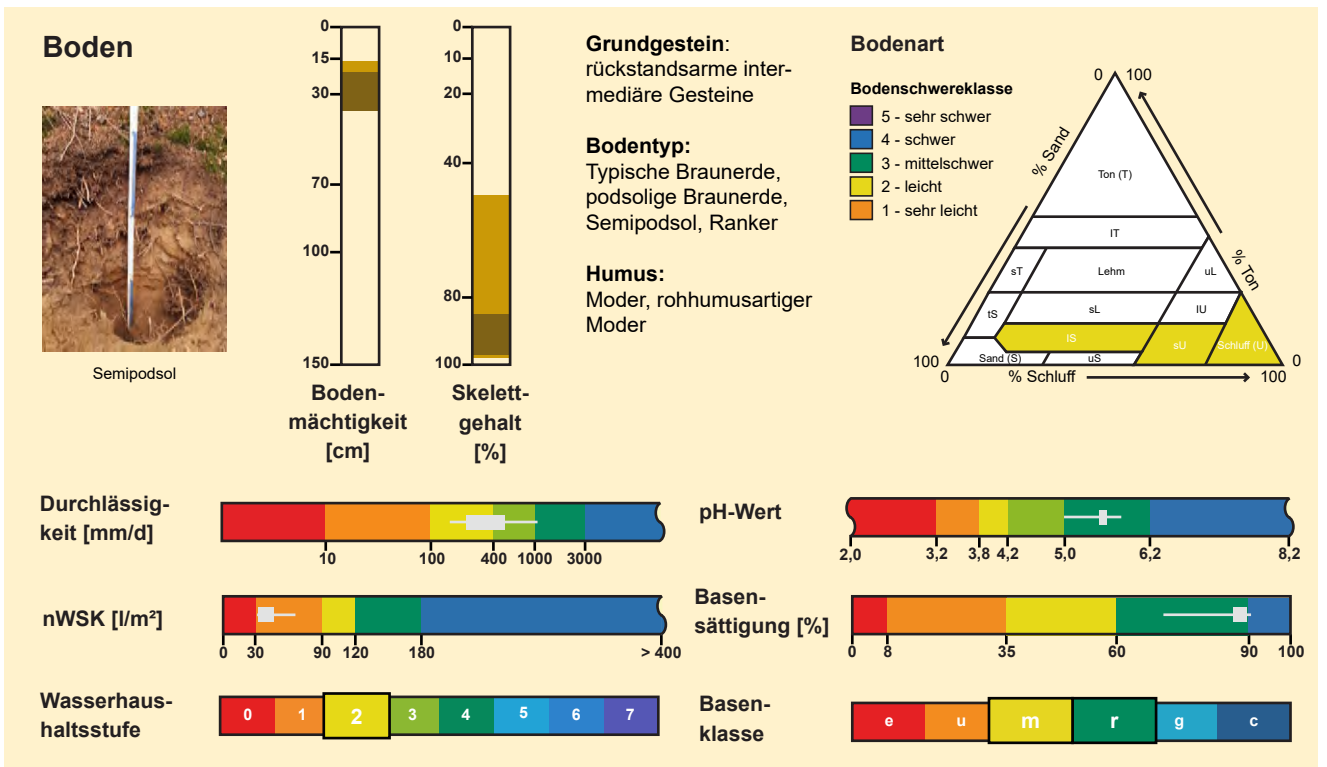 Boden
Semipodsol
0
15
30
70
100
150
Boden-
mächtigkeit
[cm]
0
10
20
40
80
100
Skelett-
gehalt
[%]
Grundgestein:
rückstandsarme inter-
mediäre Gesteine
Bodentyp:
Typische Braunerde,
podsolige Braunerde,
Semipodsol, Ranker
Humus:
Moder, rohhumusartiger
Moder
Bodenart
Bodenschwereklasse
5 - sehr schwer
4 - schwer
3 - mittelschwer
2 - leicht
1 - sehr leicht
0 100
% Sand
% Ton
Ton (T)
lT
sT Lehm uL
tS sL lU
lS sU Schluff (U)
Sand (S) uS
100 0
0 % Schluff 100
Durchlässig-
keit [mm/d]
10 100 400 1000 3000
pH-Wert
2,0 3,2 3,8 4,2 5,0 6,2 8,2
nWSK [l/m²]
0 30 90 120 180 > 400
Basen-
sättigung [%]
0 8 35 60 90 100
Wasserhaus-
haltsstufe
0 1 2 3 4 5 6 7
Basen-
klasse
e u m r g c